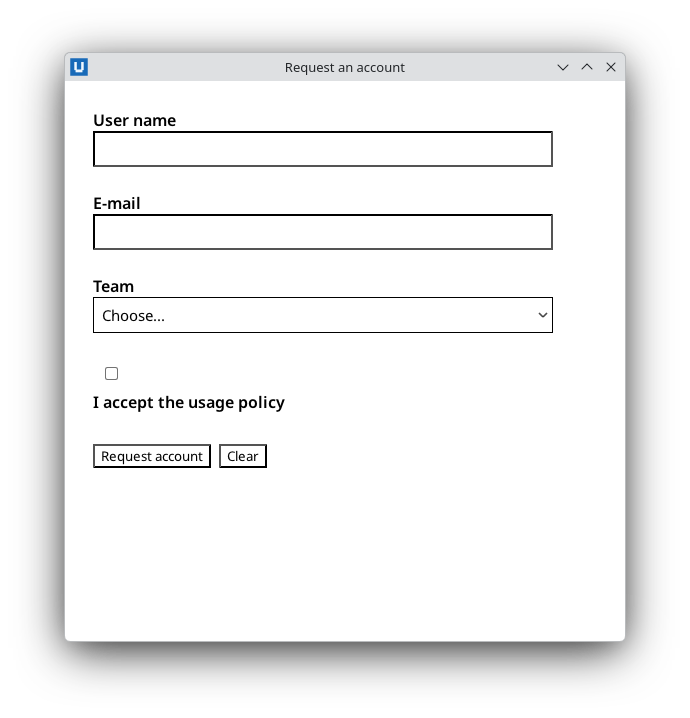 Request an account
User name
E-mail
Team
Choose...
I accept the usage policy
Request account Clear